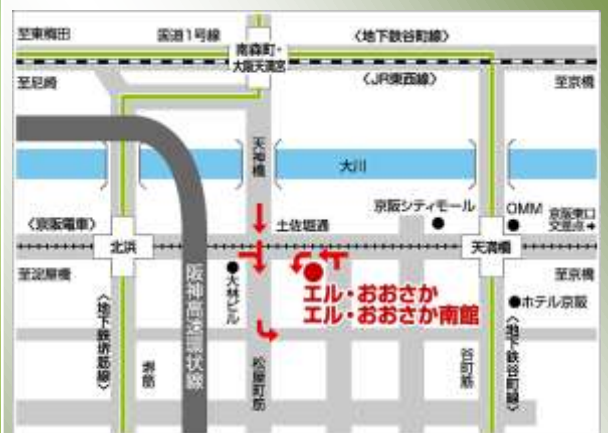 至東梅田
国道1号線
南森町・
大阪天満宮
〈地下鉄谷町線〉
至尼崎
〈JR東西線〉
至京橋
天神橋
大川
京阪シティモール
OMM
京阪東口
交差点→
〈京阪電車〉
北浜
土佐堀通
天満橋
至淀屋橋
大林ビル
エル・おおさか
エル・おおさか南館
至京橋
ホテル京阪
〈地下鉄堺筋線〉
堺筋
阪神高速環状線
松屋町筋
谷町筋
〈地下鉄谷町線〉